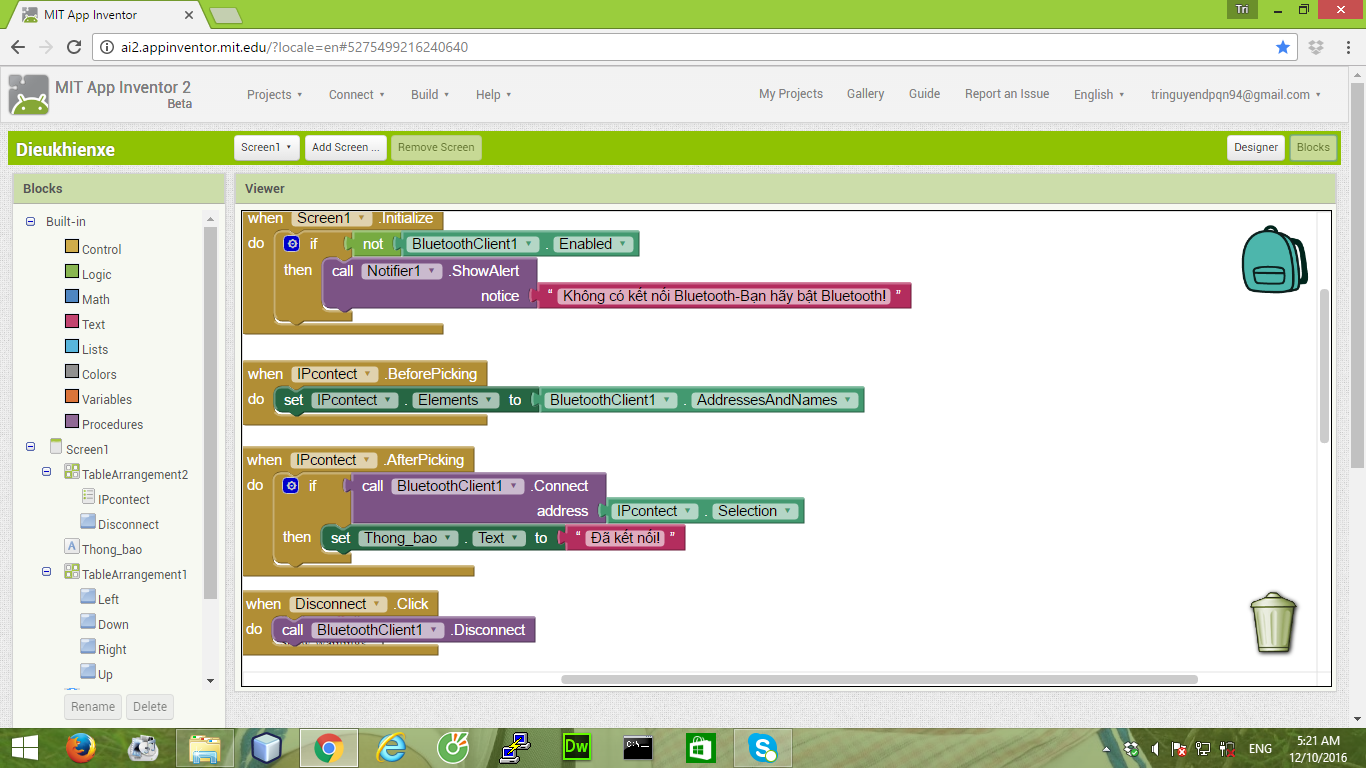 MIT App Inventor
Tri
ai2.appinventor.mit.edu/?locale=en#5275499216240640
MIT App Inventor 2
Beta
Projects
Connect
Build
Help
My Projects
Gallery
Guide
Report an Issue
English
tringuyendpqn94@gmail.com
Dieukhienxe
Screen1
Add Screen ...
Remove Screen
Designer
Blocks
Blocks
Built-in
Control
Logic
Math
Text
Lists
Colors
Variables
Procedures
Screen1
TableArrangement2
IPcontect
Disconnect
Thong_bao
TableArrangement1
Left
Down
Right
Up
Rename
Delete
Viewer
when Screen1 .Initialize
do if not BluetoothClient1 . Enabled
then call Notifier1 .ShowAlert
notice “ Không có kết nối Bluetooth-Bạn hãy bật Bluetooth! ”
when IPcontect .BeforePicking
do set IPcontect . Elements to BluetoothClient1 . AddressesAndNames
when IPcontect .AfterPicking
do if call BluetoothClient1 .Connect
address IPcontect . Selection
then set Thong_bao . Text to “ Đã kết nối! ”
when Disconnect .Click
do call BluetoothClient1 .Disconnect
Dw
C:\_
ENG
5:21 AM
12/10/2016